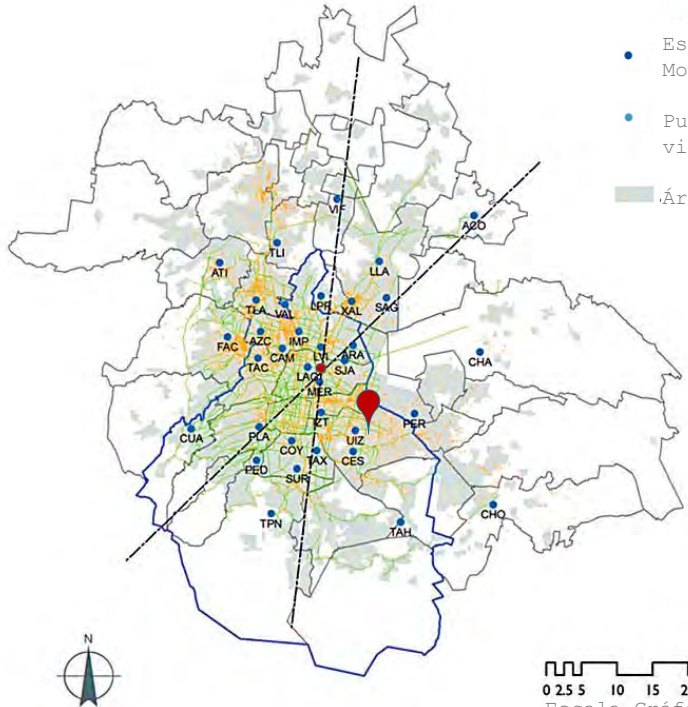 Es
Mo
Pu
vi
Ár
VIF
ACO
TLI
ATI
LLA
TLA
VAL
LPR
XAL
SAG
FAC
AZC
IMP
TAC
CAM
LVI
ARA
SJA
CHA
LAG
MER
IZT
PER
CUA
PLA
COY
UIZ
PED
TAX
CES
SUR
TPN
TAH
CHO
N
0 2.5 5 10 15 2